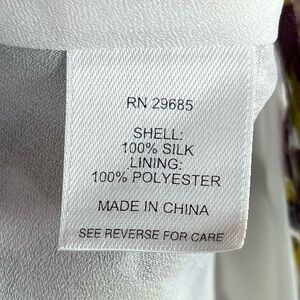 RN 29685
SHELL:
100% SILK
LINING:
100% POLYESTER
MADE IN CHINA
SEE REVERSE FOR CARE